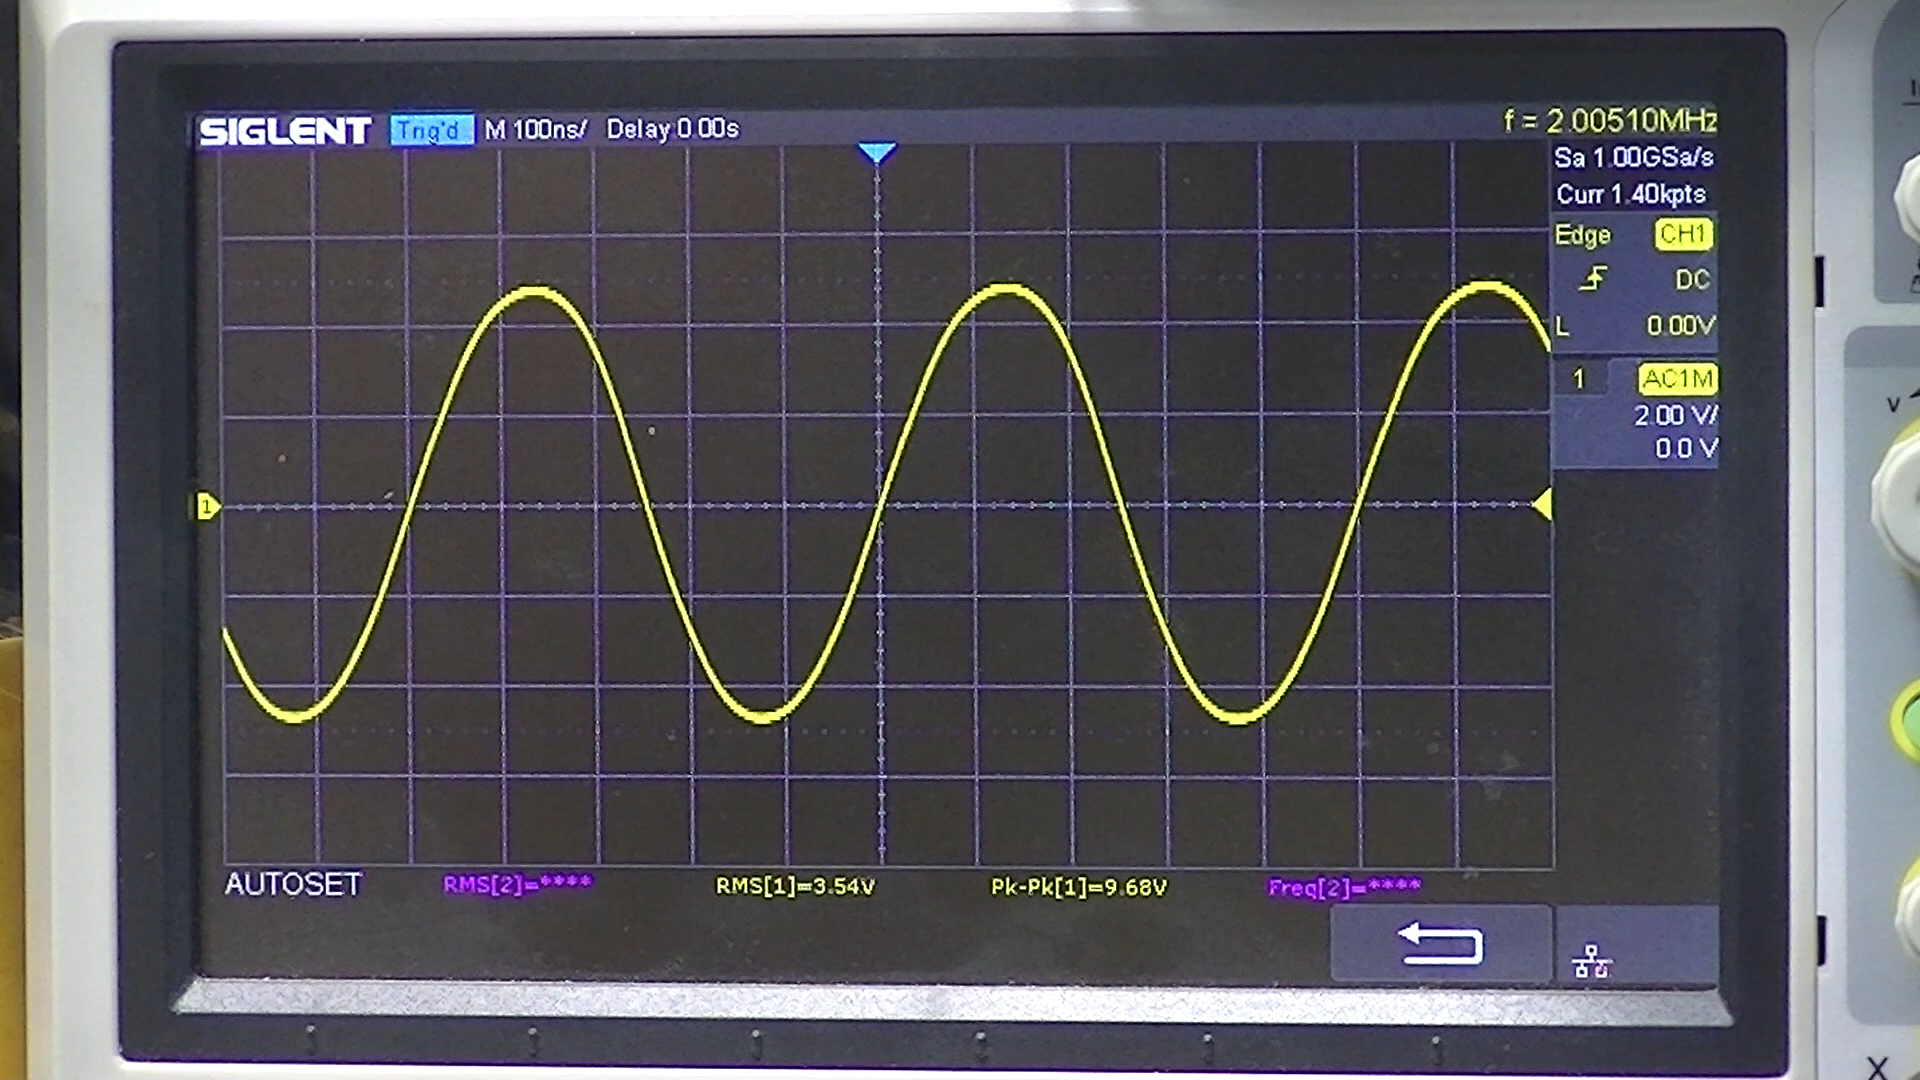 SIGLENT Trig'd M 100ns/ Delay 0.00s f = 2.00510MHz
Sa 1.00GSa/s
Curr 1.40kpts
Edge CH1
DC
L 0.00V
1 AC1M
2.00 V/
0.0 V
1
AUTOSET RMS[2]=**** RMS[1]=3.54V Pk-Pk[1]=9.68V Freq[2]=****
V
X